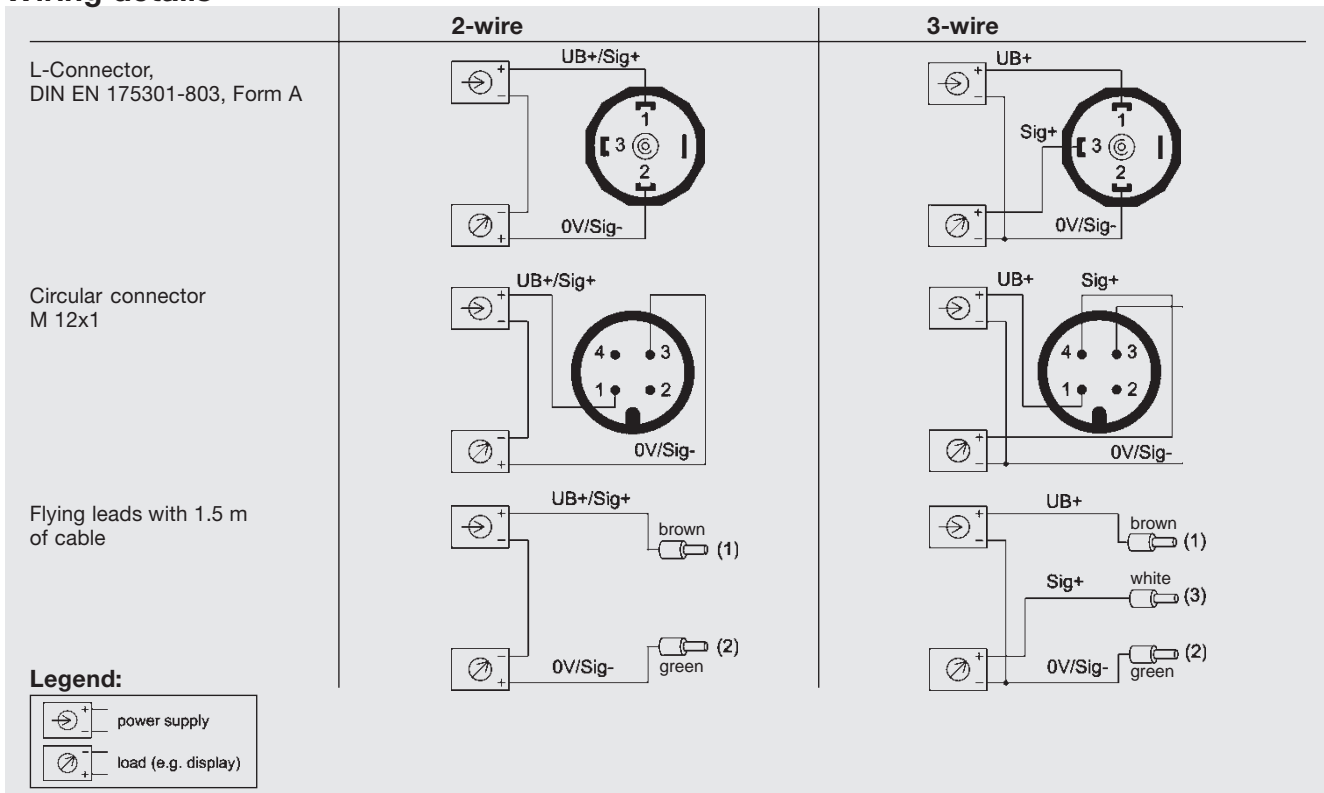 Wiring details
2-wire
3-wire
L-Connector,
DIN EN 175301-803, Form A
UB+/Sig+
+
−
1
3
2
−
+
0V/Sig-
UB+
+
−
Sig+
1
3
2
+
−
0V/Sig-
Circular connector
M 12x1
UB+/Sig+
+
−
4
3
1
2
−
+
0V/Sig-
UB+
Sig+
+
−
4
3
1
2
+
−
0V/Sig-
Flying leads with 1.5 m
of cable
UB+/Sig+
+
−
brown
(1)
−
+
0V/Sig-
(2)
green
UB+
+
−
brown
(1)
Sig+
white
(3)
+
−
0V/Sig-
(2)
green
Legend:
+
−
power supply
−
+
load (e.g. display)